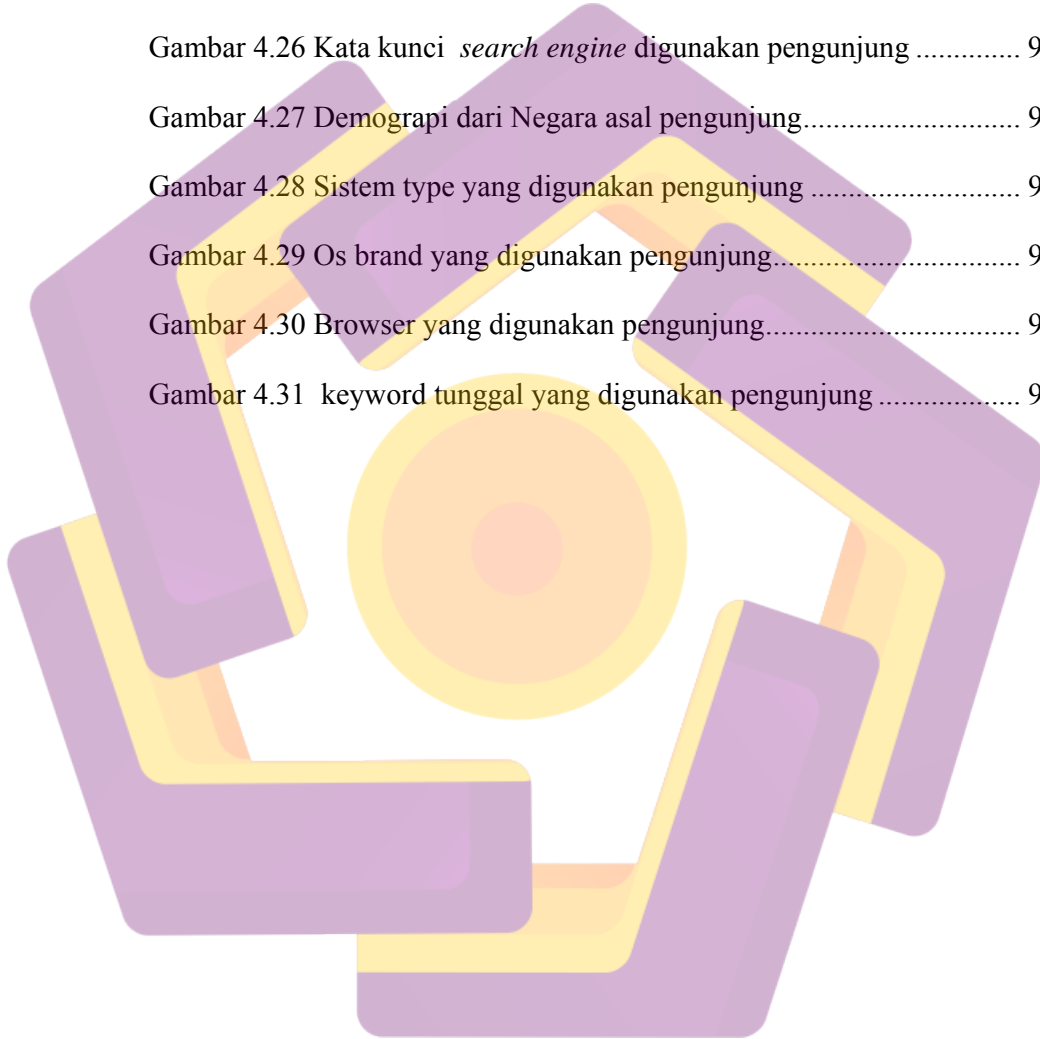 Gambar 4.26 Kata kunci  search engine digunakan pengunjung ............ 9
Gambar 4.27 Demograpi dari Negara asal pengunjung......................... 9
Gambar 4.28 Sistem type yang digunakan pengunjung ........................ 9
Gambar 4.29 Os brand yang digunakan pengunjung............................. 9
Gambar 4.30 Browser yang digunakan pengunjung.............................. 9
Gambar 4.31  keyword tunggal yang digunakan pengunjung ................ 9